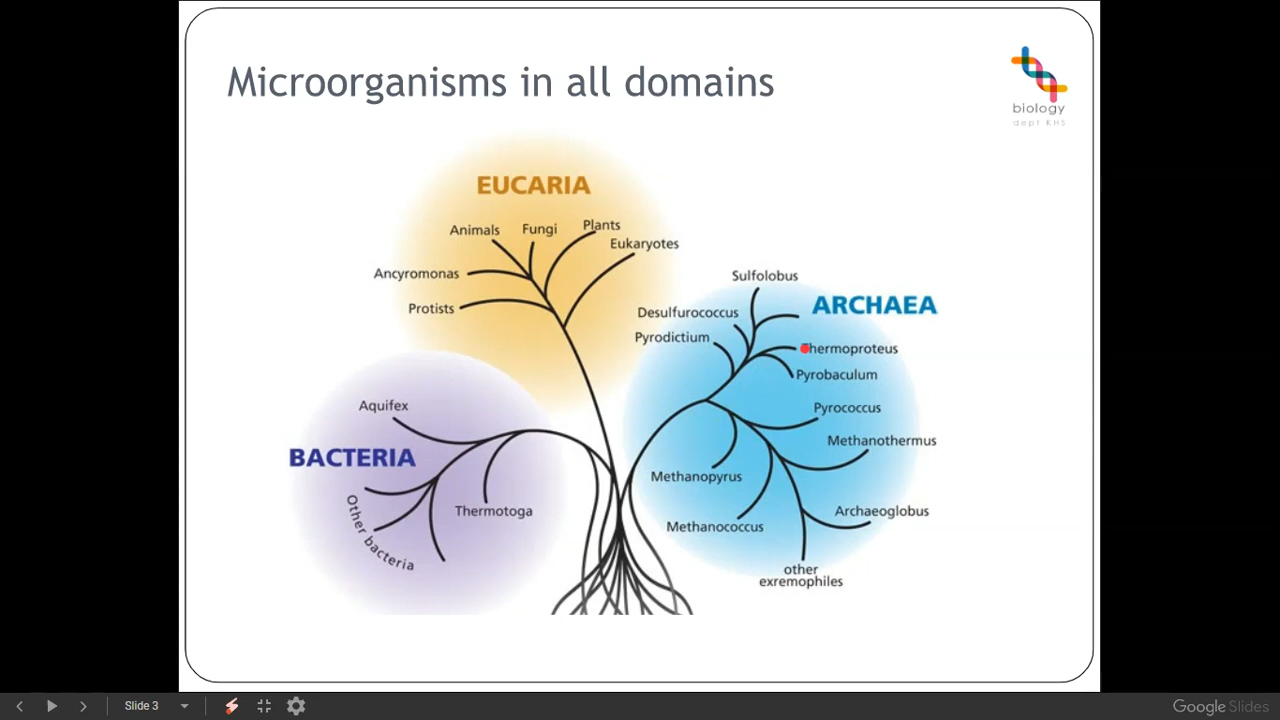 Microorganisms in all domains
biology
dept KHS
EUCARIA
Animals
Fungi
Plants
Eukaryotes
Ancyromonas
Protists
Sulfolobus
ARCHAEA
Desulfurococcus
Pyrodictium
Thermoproteus
Pyrobaculum
Pyrococcus
Methanothermus
Methanopyrus
Methanococcus
Archaeoglobus
other
exremophiles
Aquifex
BACTERIA
Thermotoga
Other bacteria
Slide 3
Google Slides